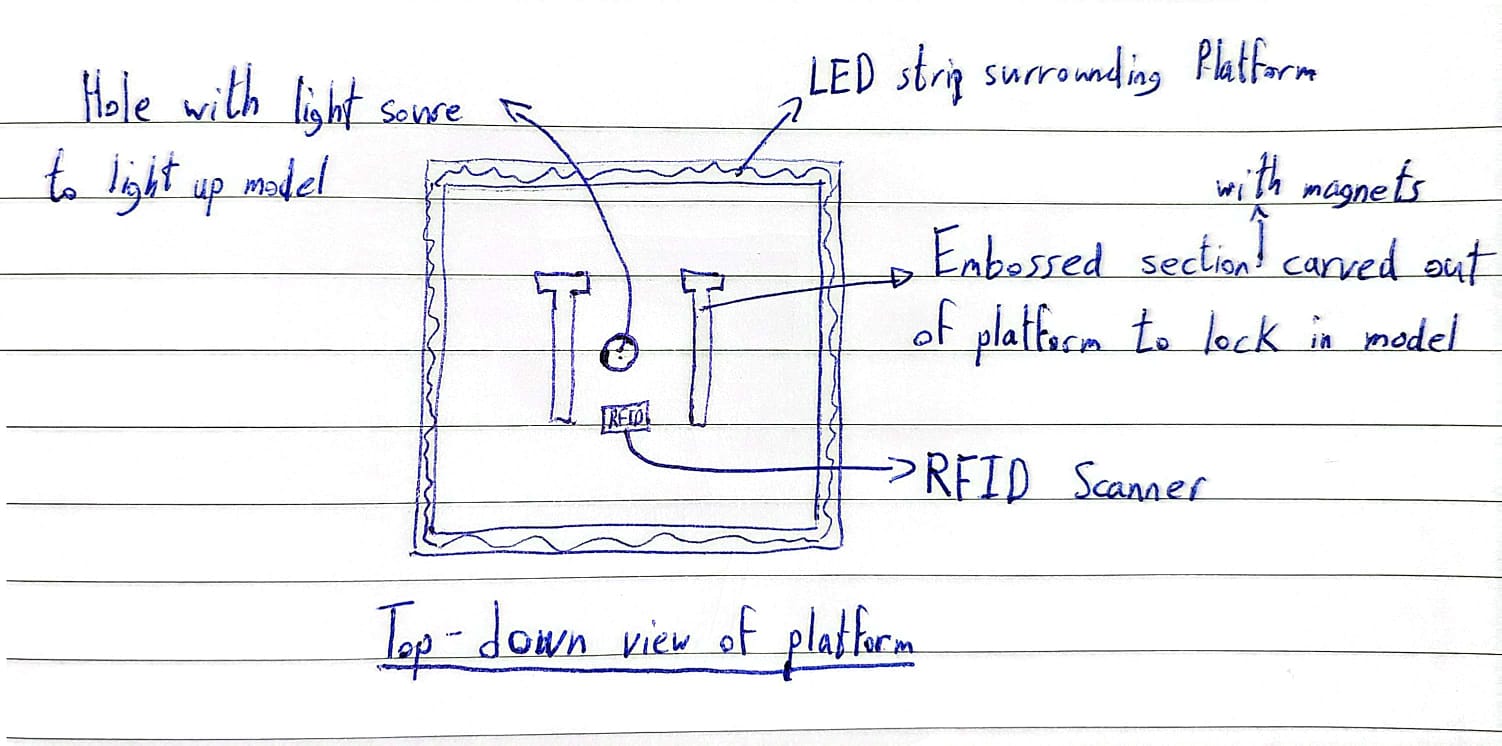 LED strip surrounding Platform
Hole with light sourse
to light up model
with magnets
Embossed section carved out
of platform to lock in model
RFID
RFID Scanner
Top-down view of platform